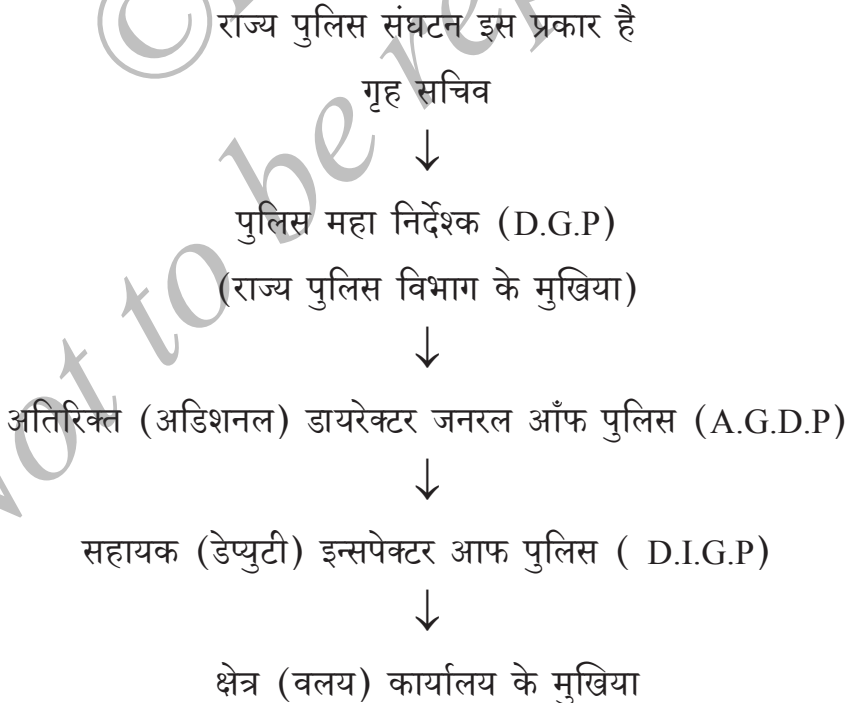 राज्य पुलिस संघटन इस प्रकार है
गृह सचिव
↓
पुलिस महा निर्देश्क (D.G.P)
(राज्य पुलिस विभाग के मुखिया)
↓
अतिरिक्त (अडिशनल) डायरेक्टर जनरल आँफ पुलिस (A.G.D.P)
↓
सहायक (डेप्युटी) इन्सपेक्टर आफ पुलिस ( D.I.G.P)
↓
क्षेत्र (वलय) कार्यालय के मुखिया